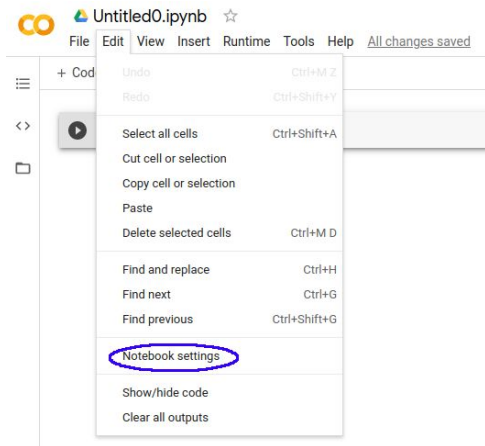 Untitled0.ipynb
File Edit View Insert Runtime Tools Help All changes saved
+ Cod
Undo Ctrl+M Z
Redo Ctrl+Shift+Y
Select all cells Ctrl+Shift+A
Cut cell or selection
Copy cell or selection
Paste
Delete selected cells Ctrl+M D
Find and replace Ctrl+H
Find next Ctrl+G
Find previous Ctrl+Shift+G
Notebook settings
Show/hide code
Clear all outputs